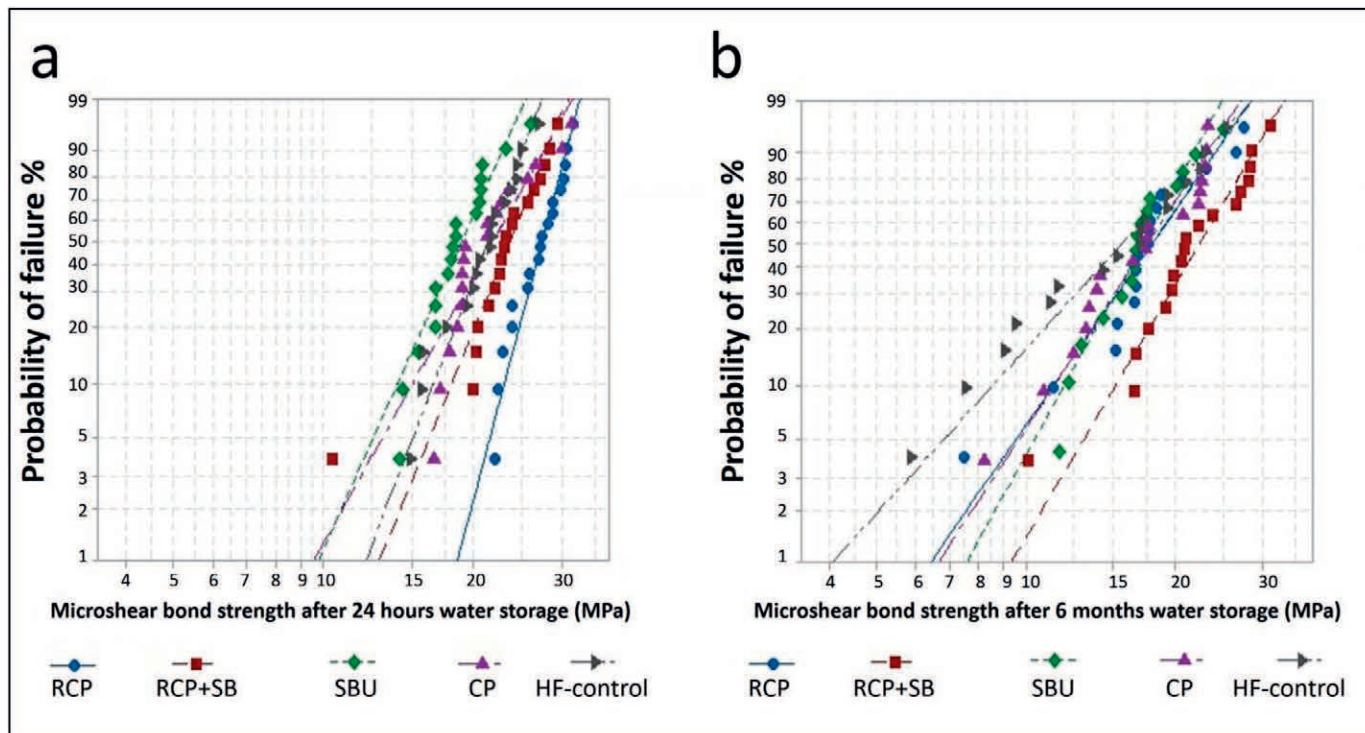 a
Probability of failure %
99
90
80
70
60
50
40
30
20
10
5
3
2
1
4 5 6 7 8 9 10 15 20 30
Microshear bond strength after 24 hours water storage (MPa)
RCP RCP+SB SBU CP HF-control
b
Probability of failure %
99
90
80
70
60
50
40
30
20
10
5
4
3
2
1
4 5 6 7 8 9 10 15 20 30
Microshear bond strength after 6 months water storage (MPa)
RCP RCP+SB SBU CP HF-control